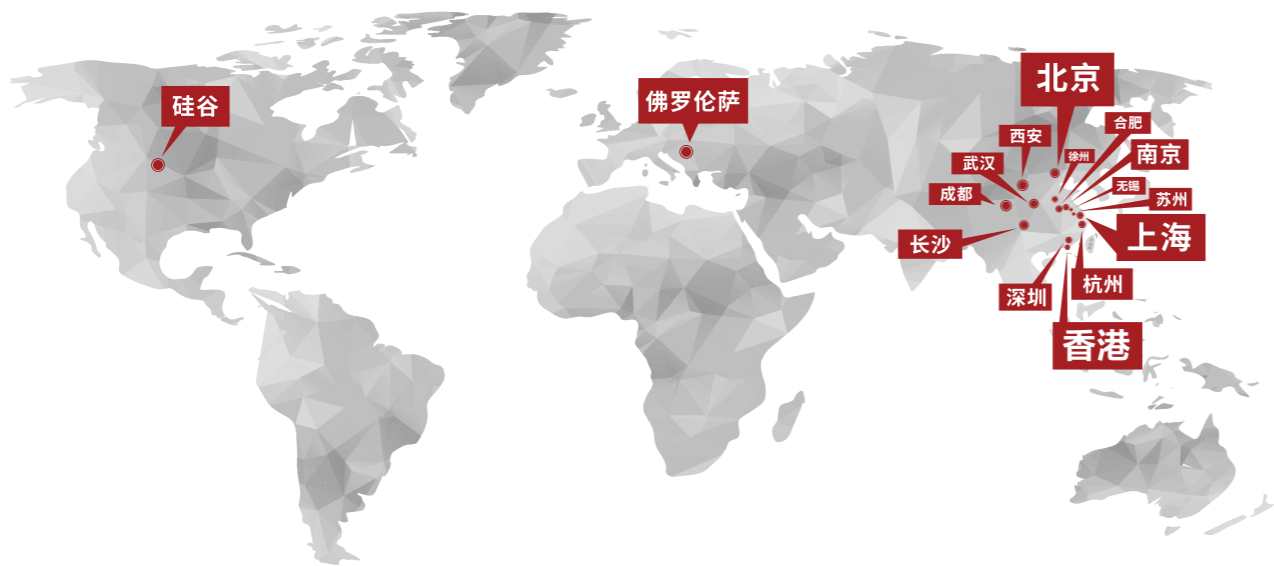 北京
硅谷
佛罗伦萨
合肥
西安
徐州
南京
武汉
无锡
成都
苏州
上海
长沙
杭州
深圳
香港